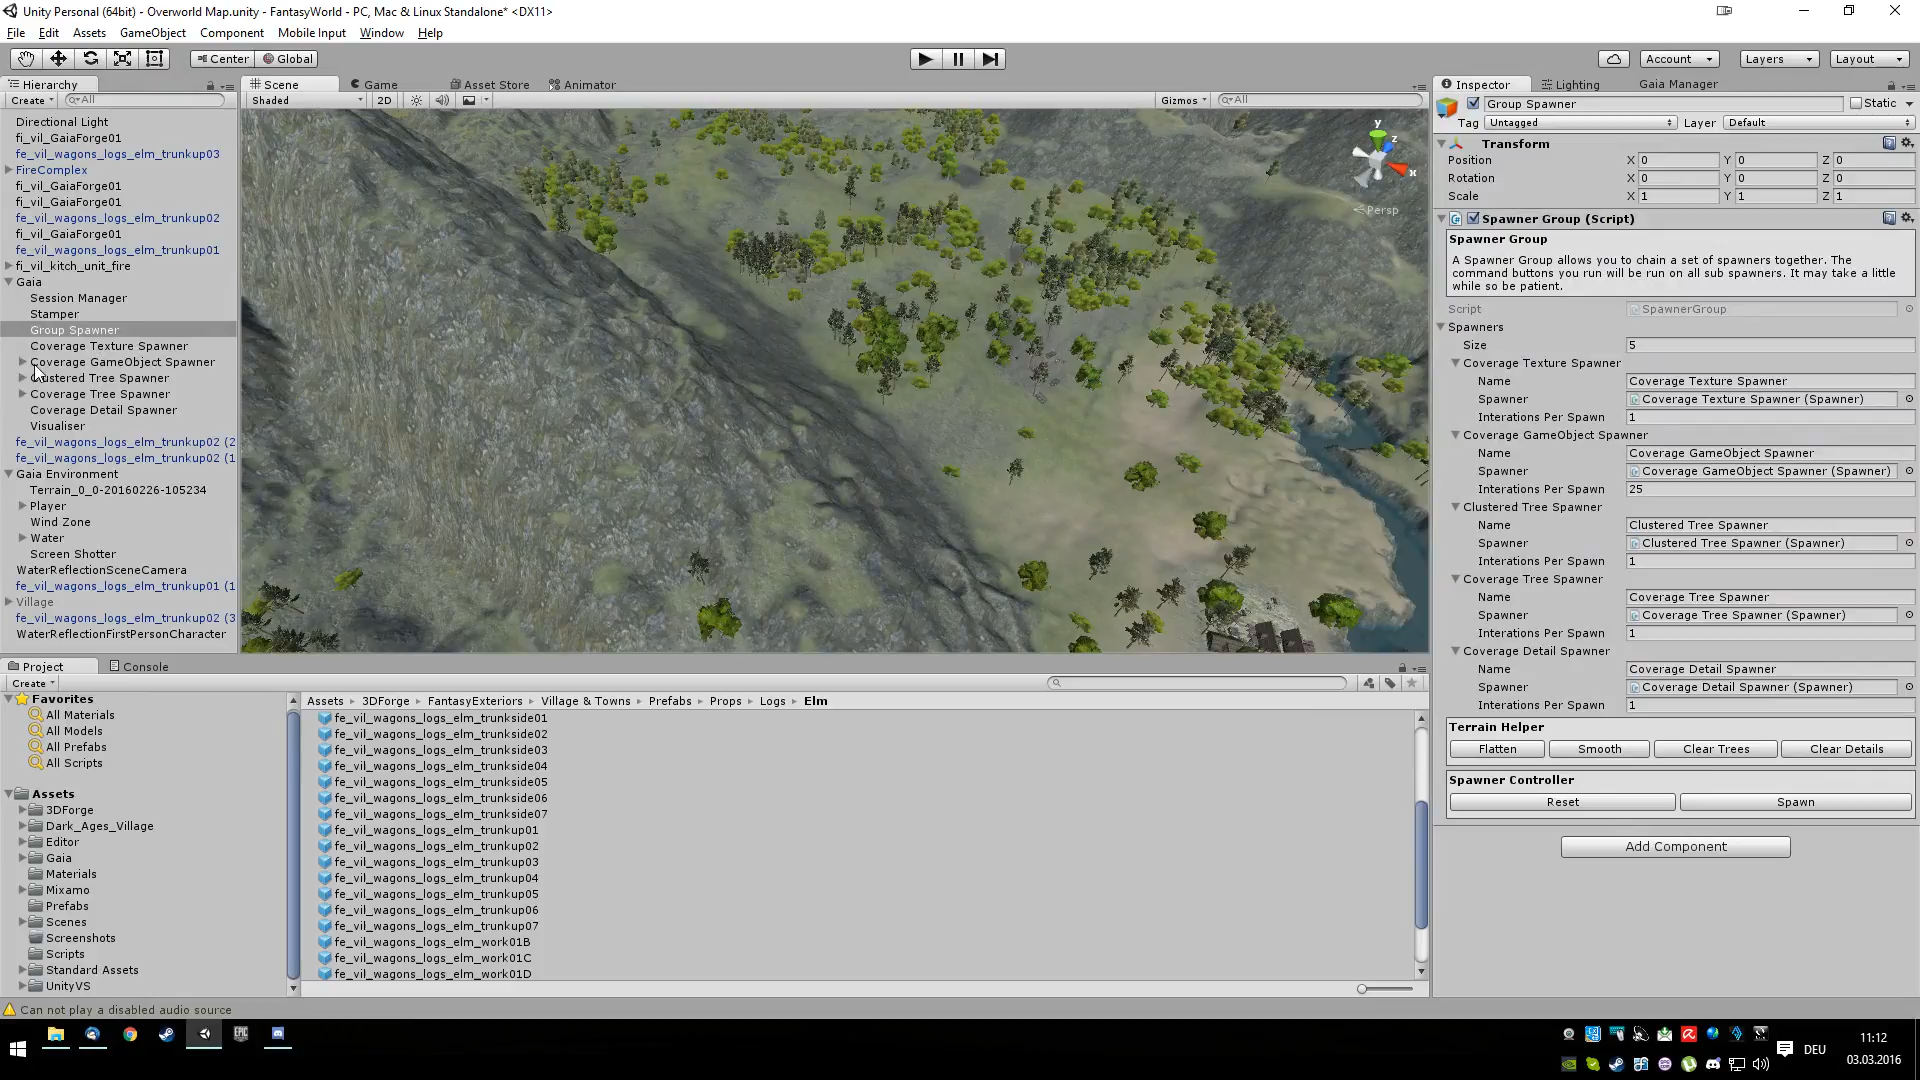 Unity Personal (64bit) - Overworld Map.unity - FantasyWorld - PC, Mac & Linux Standalone* <DX11>
File Edit Assets GameObject Component Mobile Input Window Help
Center Global Account Layers Layout
Hierarchy
Create All
Directional Light
fi_vil_GaiaForge01
fe_vil_wagons_logs_elm_trunkup03
FireComplex
fi_vil_GaiaForge01
fi_vil_GaiaForge01
fe_vil_wagons_logs_elm_trunkup02
fi_vil_GaiaForge01
fe_vil_wagons_logs_elm_trunkup01
fi_vil_kitch_unit_fire
Gaia
Session Manager
Stamper
Group Spawner
Coverage Texture Spawner
Coverage GameObject Spawner
Clustered Tree Spawner
Coverage Tree Spawner
Coverage Detail Spawner
Visualiser
fe_vil_wagons_logs_elm_trunkup02 (2
fe_vil_wagons_logs_elm_trunkup02 (1
Gaia Environment
Terrain_0_0-20160226-105234
Player
Wind Zone
Water
Screen Shotter
WaterReflectionSceneCamera
fe_vil_wagons_logs_elm_trunkup01 (1
Village
fe_vil_wagons_logs_elm_trunkup02 (3
WaterReflectionFirstPersonCharacter
Scene Game Asset Store Animator
Shaded 2D Gizmos All
y
z
x
Persp
Inspector Lighting Gaia Manager
Group Spawner Static
Tag Untagged Layer Default
Transform
Position X 0 Y 0 Z 0
Rotation X 0 Y 0 Z 0
Scale X 1 Y 1 Z 1
Spawner Group (Script)
Spawner Group
A Spawner Group allows you to chain a set of spawners together. The
command buttons you run will be run on all sub spawners. It may take a little
while so be patient.
Script SpawnerGroup
Spawners
Size 5
Coverage Texture Spawner
Name Coverage Texture Spawner
Spawner Coverage Texture Spawner (Spawner)
Interations Per Spawn 1
Coverage GameObject Spawner
Name Coverage GameObject Spawner
Spawner Coverage GameObject Spawner (Spawner)
Interations Per Spawn 25
Clustered Tree Spawner
Name Clustered Tree Spawner
Spawner Clustered Tree Spawner (Spawner)
Interations Per Spawn 1
Coverage Tree Spawner
Name Coverage Tree Spawner
Spawner Coverage Tree Spawner (Spawner)
Interations Per Spawn 1
Coverage Detail Spawner
Name Coverage Detail Spawner
Spawner Coverage Detail Spawner (Spawner)
Interations Per Spawn 1
Terrain Helper
Flatten Smooth Clear Trees Clear Details
Spawner Controller
Reset Spawn
Add Component
Project Console
Create
Favorites
All Materials
All Models
All Prefabs
All Scripts
Assets
3DForge
Dark_Ages_Village
Editor
Gaia
Materials
Mixamo
Prefabs
Scenes
Screenshots
Scripts
Standard Assets
UnityVS
Assets 3DForge FantasyExteriors Village & Towns Prefabs Props Logs Elm
fe_vil_wagons_logs_elm_trunkside01
fe_vil_wagons_logs_elm_trunkside02
fe_vil_wagons_logs_elm_trunkside03
fe_vil_wagons_logs_elm_trunkside04
fe_vil_wagons_logs_elm_trunkside05
fe_vil_wagons_logs_elm_trunkside06
fe_vil_wagons_logs_elm_trunkside07
fe_vil_wagons_logs_elm_trunkup01
fe_vil_wagons_logs_elm_trunkup02
fe_vil_wagons_logs_elm_trunkup03
fe_vil_wagons_logs_elm_trunkup04
fe_vil_wagons_logs_elm_trunkup05
fe_vil_wagons_logs_elm_trunkup06
fe_vil_wagons_logs_elm_trunkup07
fe_vil_wagons_logs_elm_work01B
fe_vil_wagons_logs_elm_work01C
fe_vil_wagons_logs_elm_work01D
Can not play a disabled audio source
EPIC
DEU
11:12
03.03.2016